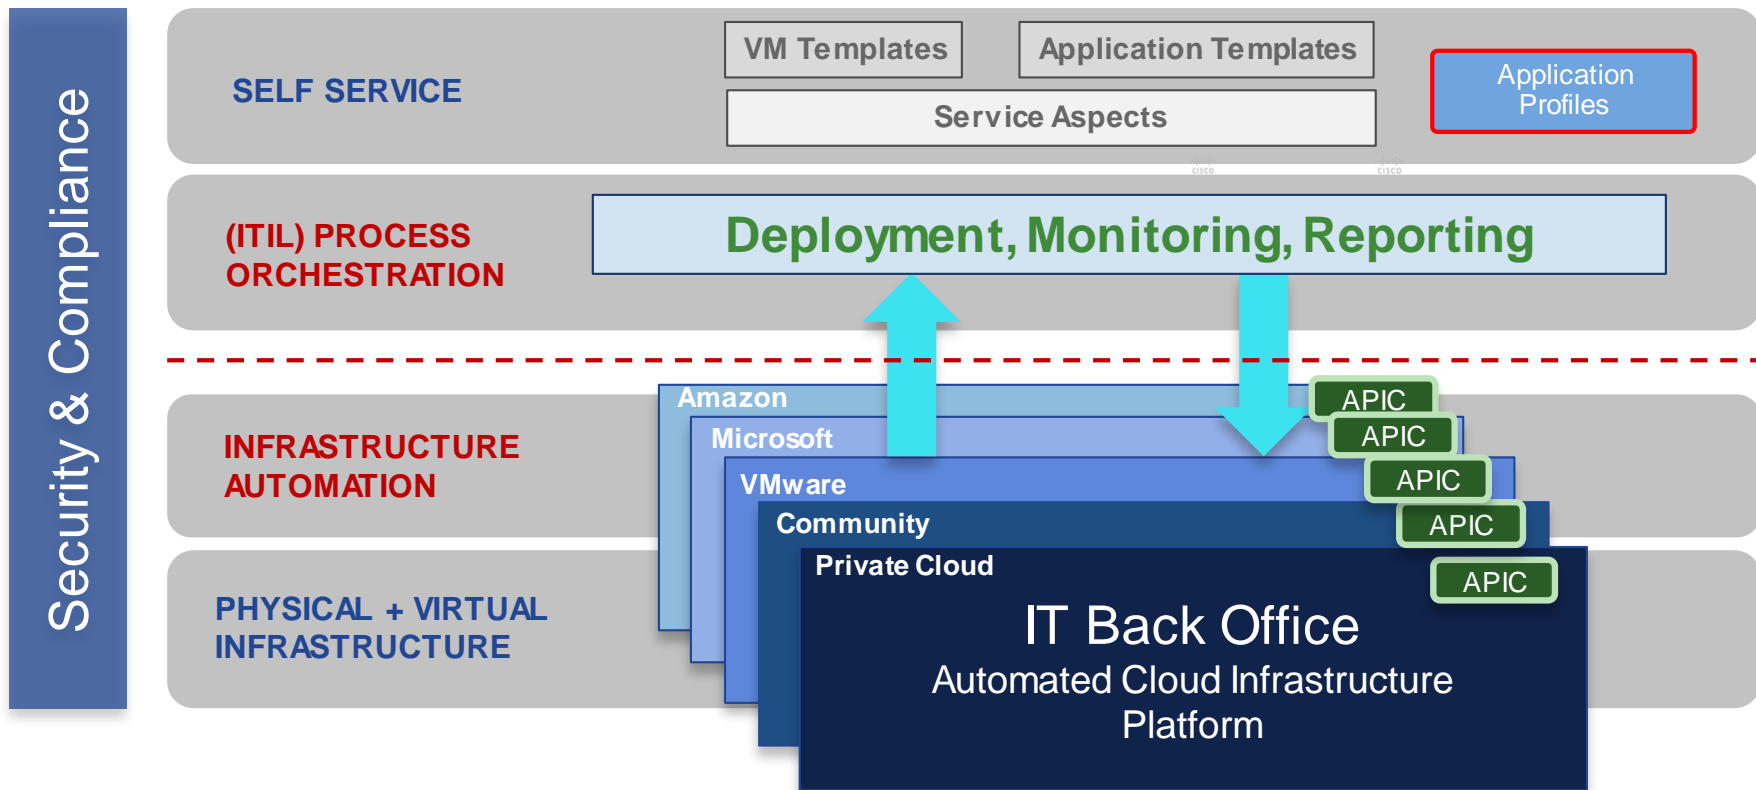 Security & Compliance
SELF SERVICE
VM Templates
Application Templates
Service Aspects
Application
Profiles
CISCO
CISCO
(ITIL) PROCESS
ORCHESTRATION
Deployment, Monitoring, Reporting
INFRASTRUCTURE
AUTOMATION
PHYSICAL + VIRTUAL
INFRASTRUCTURE
Amazon
APIC
Microsoft
APIC
VMware
APIC
Community
APIC
Private Cloud
APIC
IT Back Office
Automated Cloud Infrastructure
Platform